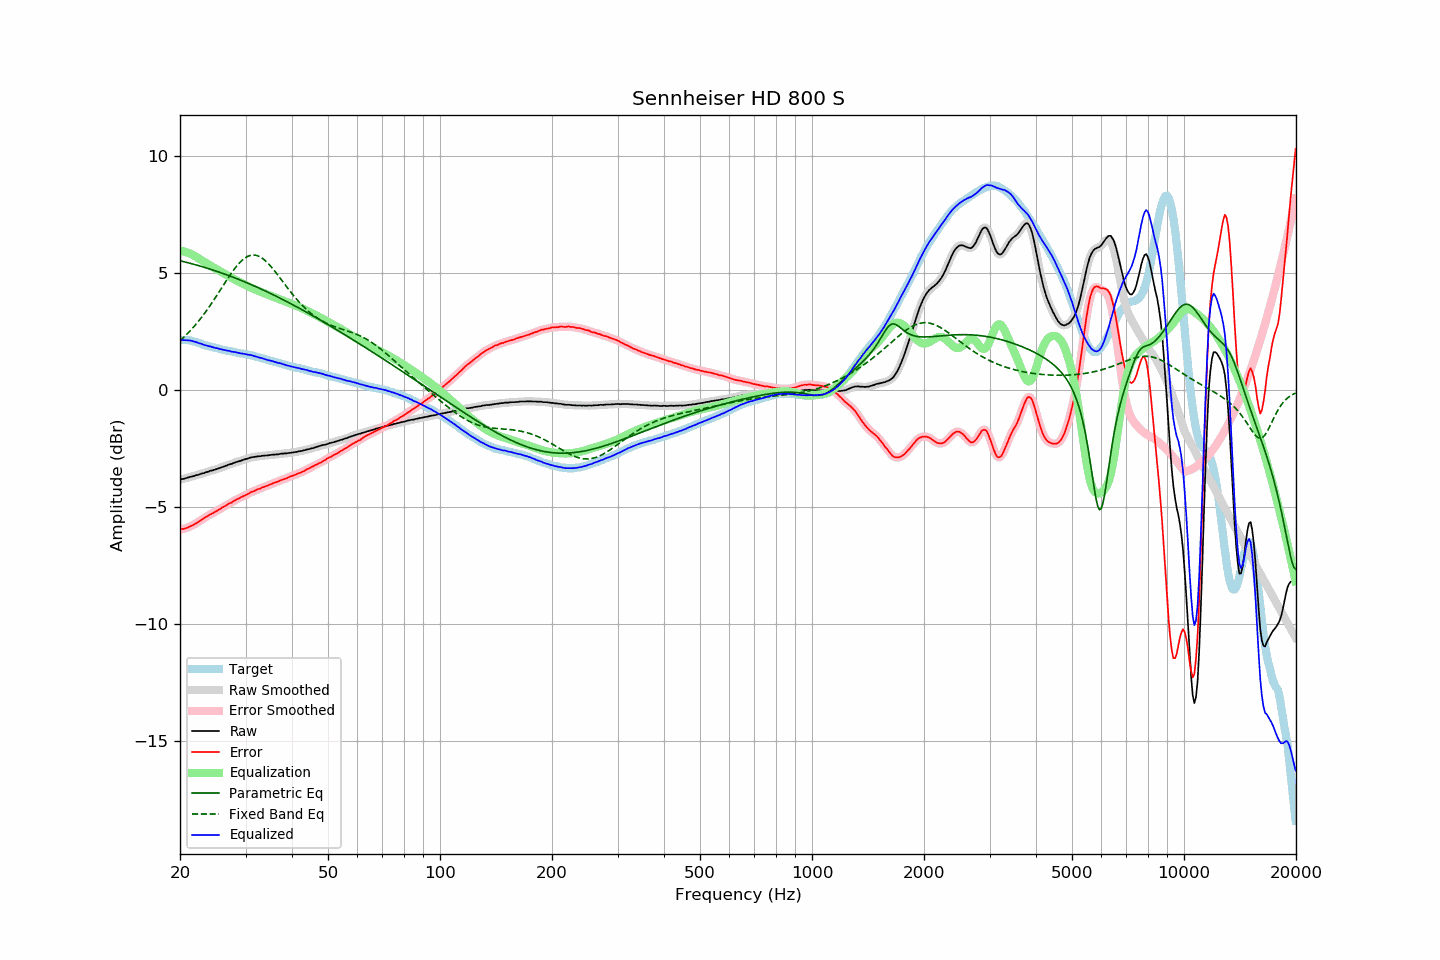 Sennheiser HD 800 S
Amplitude (dBr)
10
5
0
−5
−10
−15
Target
Raw Smoothed
Error Smoothed
Raw
Error
Equalization
Parametric Eq
Fixed Band Eq
Equalized
20 50 100 200 500 1000 2000 5000 10000 20000
Frequency (Hz)